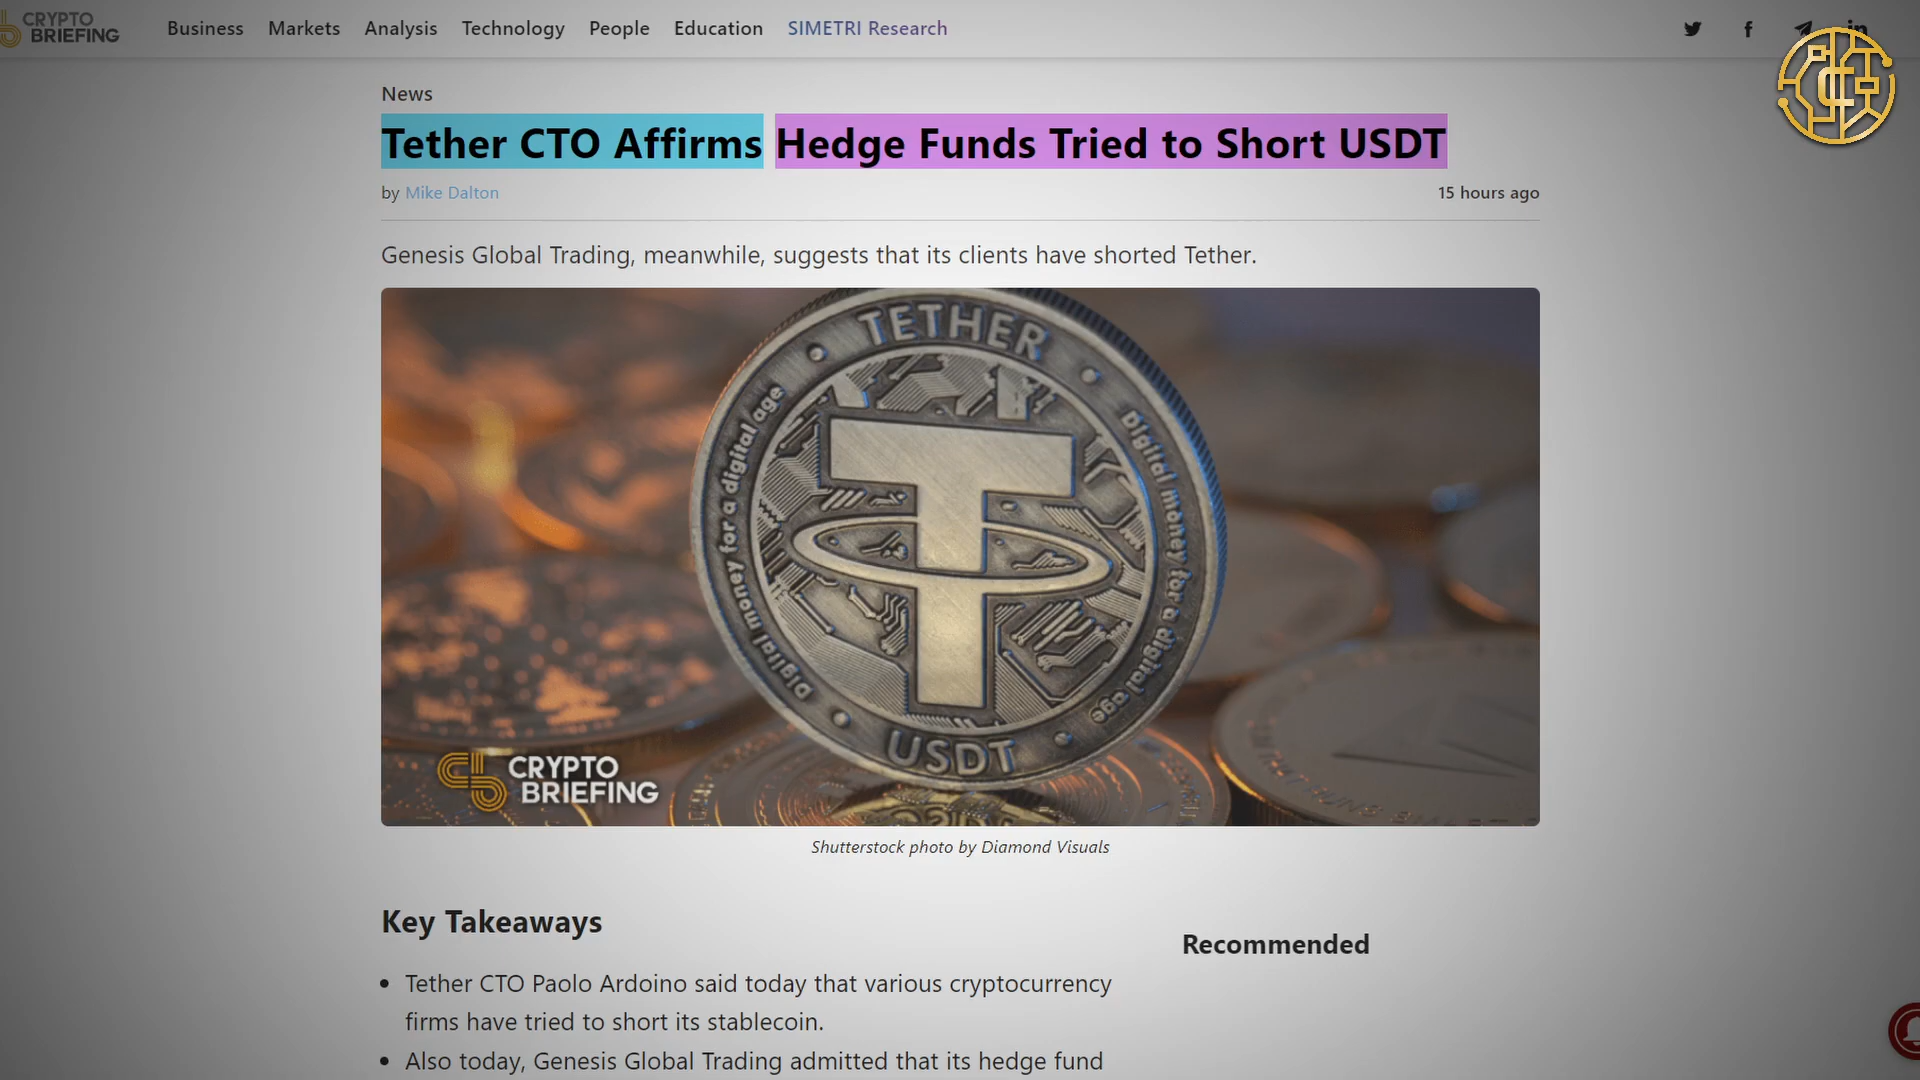 CRYPTO
BRIEFING
Business Markets Analysis Technology People Education SIMETRI Research
News
Tether CTO Affirms Hedge Funds Tried to Short USDT
by Mike Dalton
15 hours ago
Genesis Global Trading, meanwhile, suggests that its clients have shorted Tether.
TETHER
Digital money for a digital age
Digital money for a digital age
USDT
CRYPTO
BRIEFING
Shutterstock photo by Diamond Visuals
Key Takeaways
Recommended
• Tether CTO Paolo Ardoino said today that various cryptocurrency
firms have tried to short its stablecoin.
• Also today, Genesis Global Trading admitted that its hedge fund